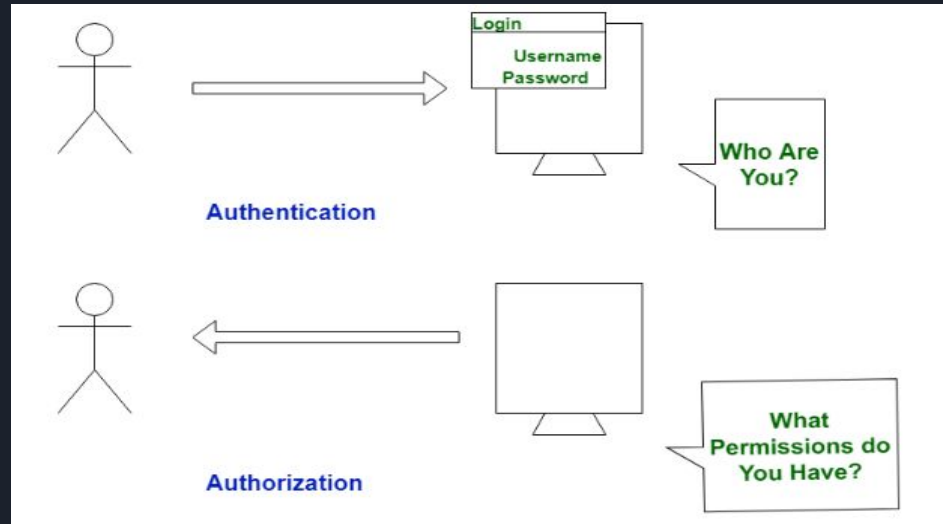 Login
Username
Password
Who Are
You?
Authentication
What
Permissions do
You Have?
Authorization